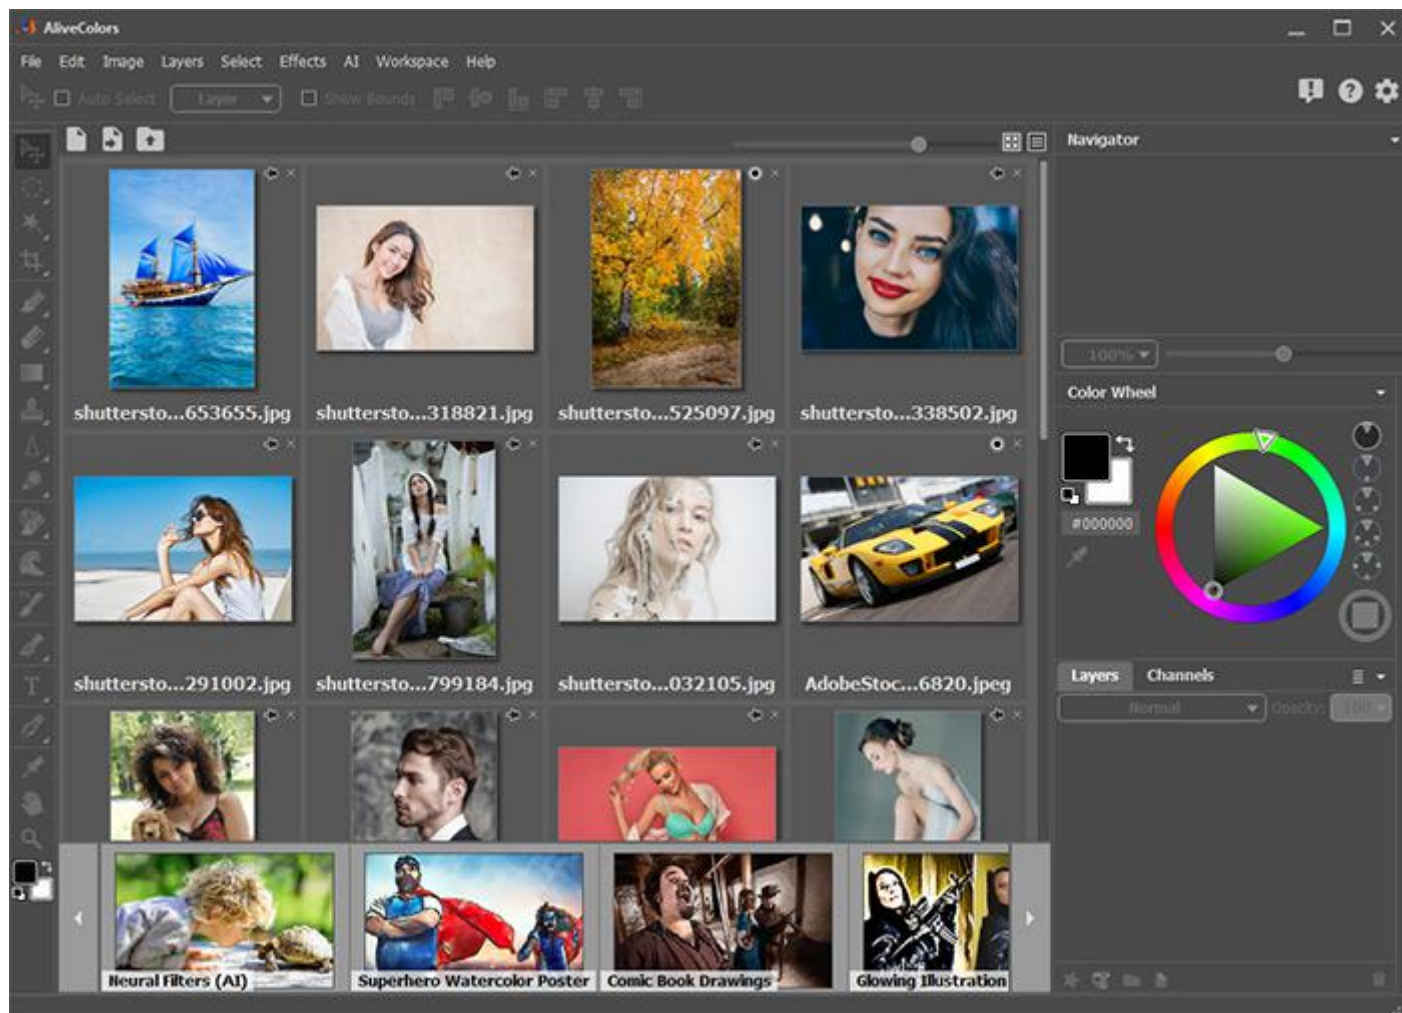 AliveColors
File Edit Image Layers Select Effects AI Workspace Help
Auto Select Layer Show Bounds
Navigator
100%
Color Wheel
#000000
shuttersto...653655.jpg shuttersto...318821.jpg shuttersto...525097.jpg shuttersto...338502.jpg
shuttersto...291002.jpg shuttersto...799184.jpg shuttersto...032105.jpg AdobeStoc...6820.jpeg
Layers Channels
Normal Opacity: 100
Neural Filters (AI) Superhero Watercolor Poster Comic Book Drawings Glowing Illustration